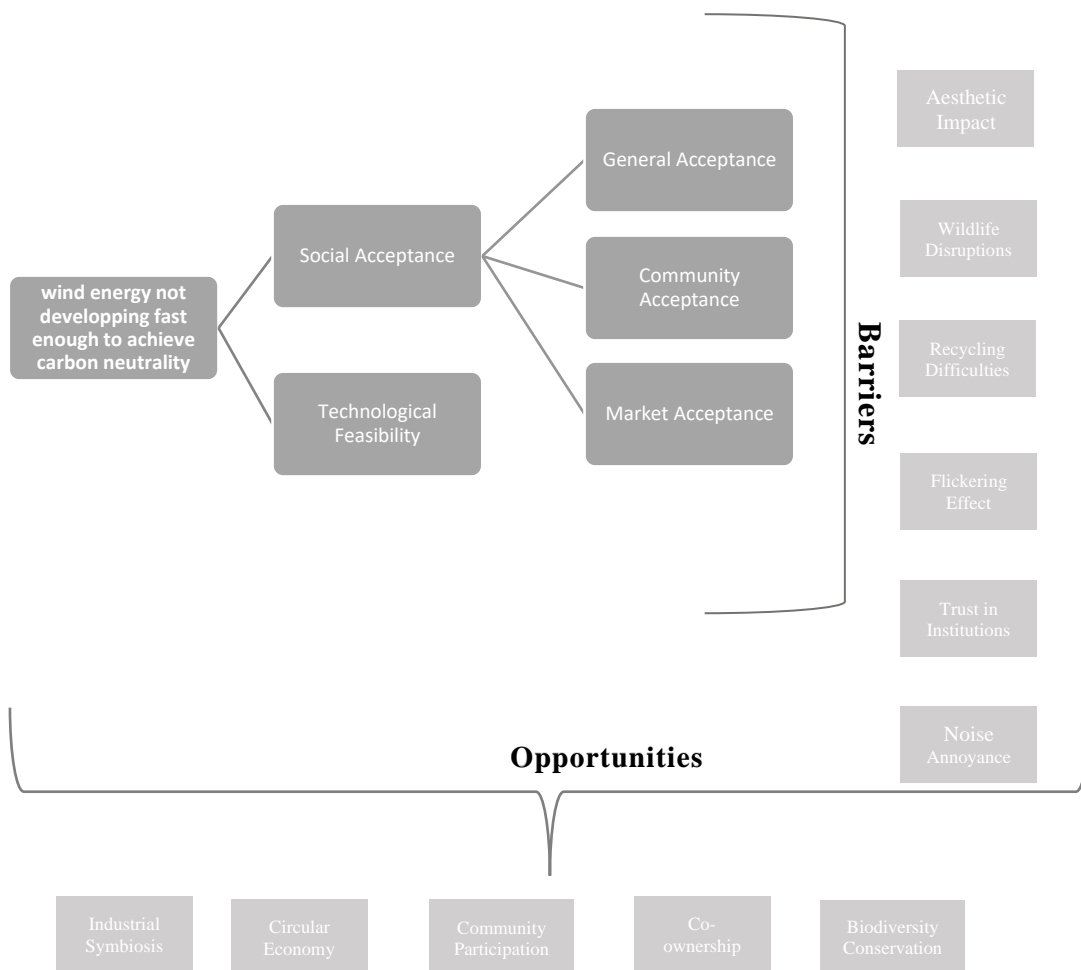 wind energy not
developping fast
enough to achieve
carbon neutrality
Social Acceptance
Technological
Feasibility
General Acceptance
Community
Acceptance
Market Acceptance
Barriers
Aesthetic
Impact
Wildlife
Disruptions
Recycling
Difficulties
Flickering
Effect
Trust in
Institutions
Noise
Annoyance
Opportunities
Industrial
Symbiosis
Circular
Economy
Community
Participation
Co-
ownership
Biodiversity
Conservation